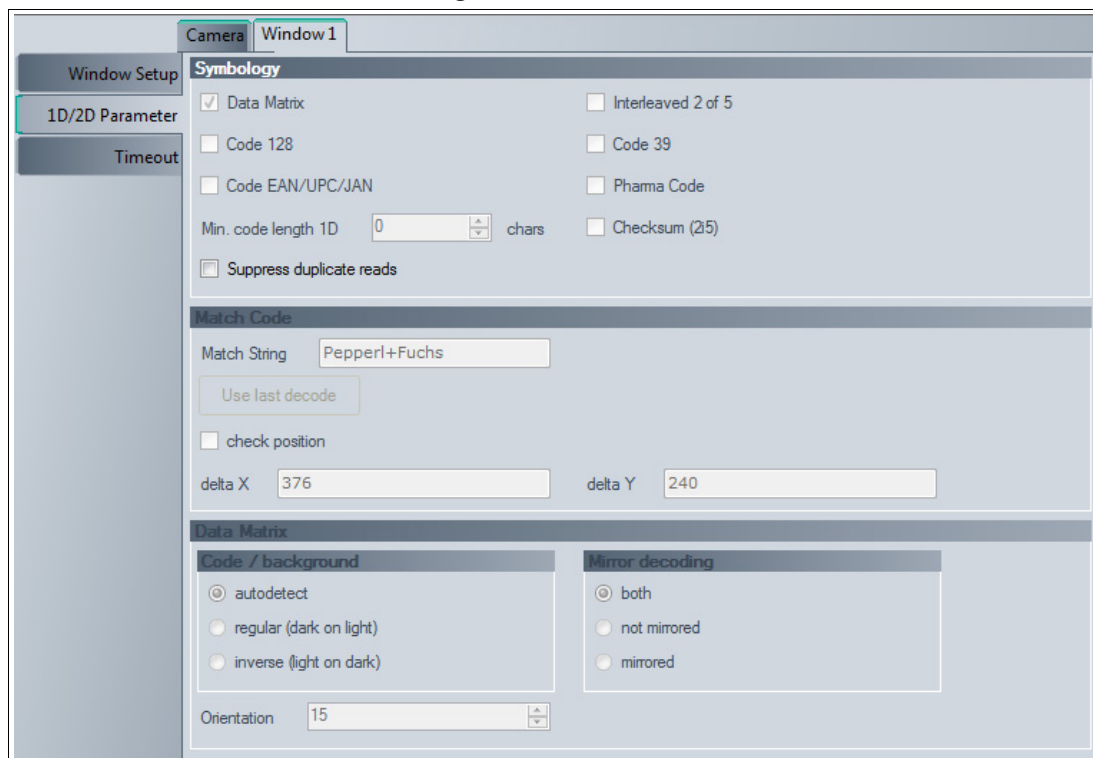 Camera Window 1
Window Setup
1D/2D Parameter
Timeout
Symbology
Data Matrix Interleaved 2 of 5
Code 128 Code 39
Code EAN/UPC/JAN Pharma Code
Min. code length 1D 0 chars Checksum (2i5)
Suppress duplicate reads
Match Code
Match String Pepperl+Fuchs
Use last decode
check position
delta X 376 delta Y 240
Data Matrix
Code / background Mirror decoding
autodetect both
regular (dark on light) not mirrored
inverse (light on dark) mirrored
Orientation 15